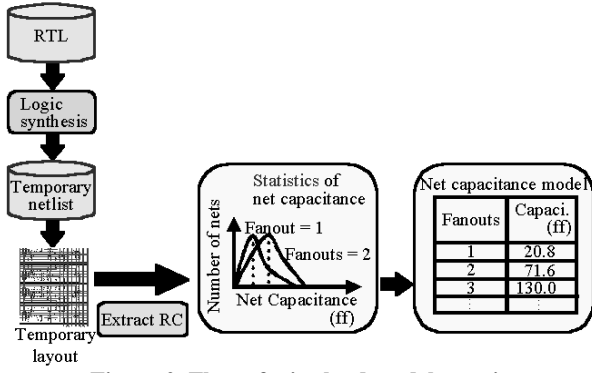 RTL
Logic
synthesis
Temporary
netlist
Temporary
layout
Extract RC
Statistics of
net capacitance
Number of nets
Fanout = 1
Fanouts = 2
Net Capacitance
(ff)
Net capacitance model
Fanouts Capaci.
(ff)
1 20.8
2 71.6
3 130.0